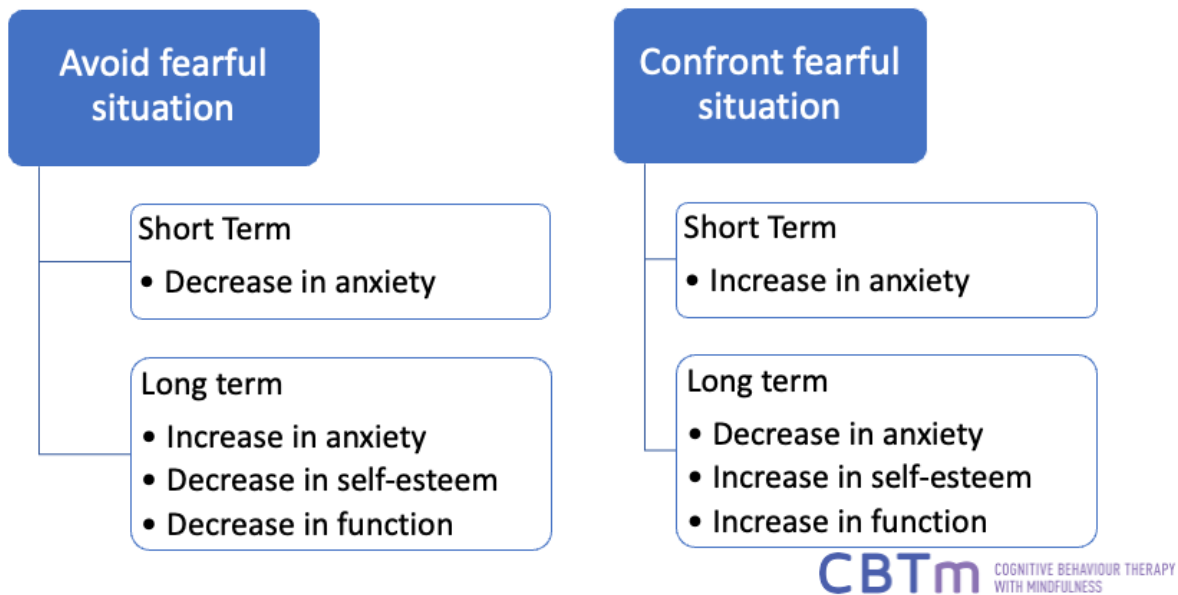 Avoid fearful
situation
Short Term
• Decrease in anxiety
Long term
• Increase in anxiety
• Decrease in self-esteem
• Decrease in function
Confront fearful
situation
Short Term
• Increase in anxiety
Long term
• Decrease in anxiety
• Increase in self-esteem
• Increase in function
CBTm
COGNITIVE BEHAVIOUR THERAPY
WITH MINDFULNESS